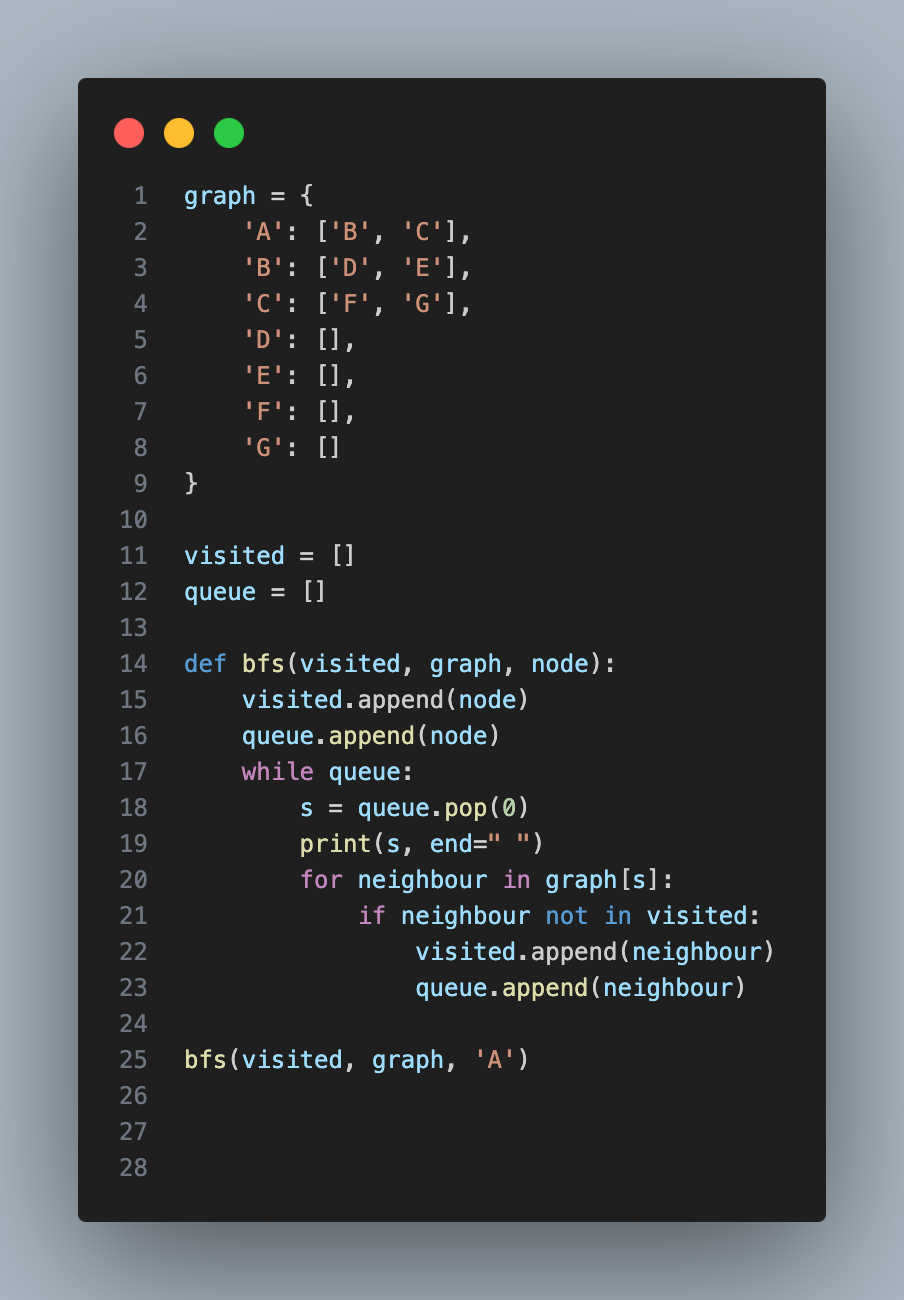 1 graph = {
2     'A': ['B', 'C'],
3     'B': ['D', 'E'],
4     'C': ['F', 'G'],
5     'D': [],
6     'E': [],
7     'F': [],
8     'G': []
9 }
10
11 visited = []
12 queue = []
13
14 def bfs(visited, graph, node):
15     visited.append(node)
16     queue.append(node)
17     while queue:
18         s = queue.pop(0)
19         print(s, end=" ")
20         for neighbour in graph[s]:
21             if neighbour not in visited:
22                 visited.append(neighbour)
23                 queue.append(neighbour)
24
25 bfs(visited, graph, 'A')
26
27
28